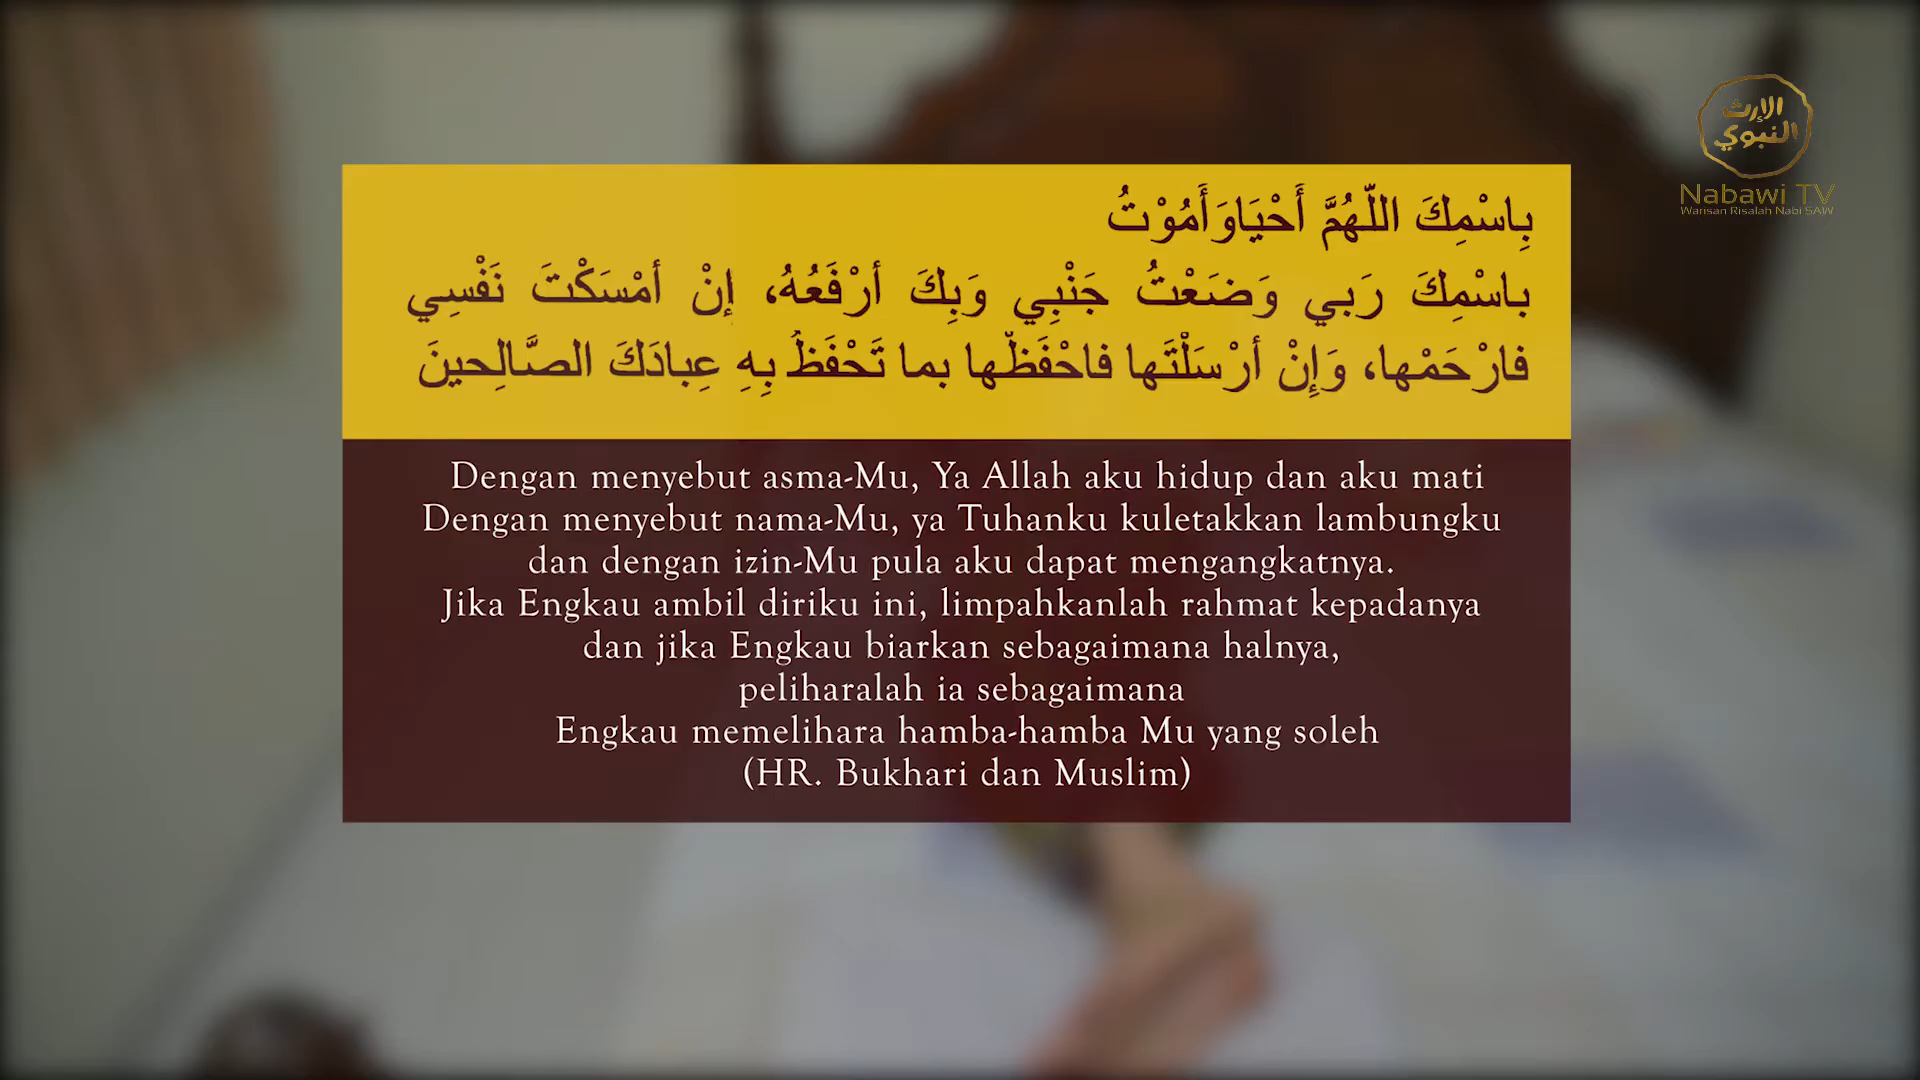 الإرث
النبوي
Nabawi TV
Warisan Risalah Nabi SAW
بِاسْمِكَ اللّهُمَّ أَحْيَاوَأَمُوْتُ
باسْمِكَ رَبي وَضَعْتُ جَنْبِي وَبِكَ أرْفَعُهُ، إنْ أمْسَكْتَ نَفْسِي
فارْحَمْها، وَإِنْ أرْسَلْتَها فاحْفَظْها بما تَحْفَظُ بِهِ عِبادَكَ الصَّالِحينَ
Dengan menyebut asma-Mu, Ya Allah aku hidup dan aku mati
Dengan menyebut nama-Mu, ya Tuhanku kuletakkan lambungku
dan dengan izin-Mu pula aku dapat mengangkatnya.
Jika Engkau ambil diriku ini, limpahkanlah rahmat kepadanya
dan jika Engkau biarkan sebagaimana halnya,
peliharalah ia sebagaimana
Engkau memelihara hamba-hamba Mu yang soleh
(HR. Bukhari dan Muslim)